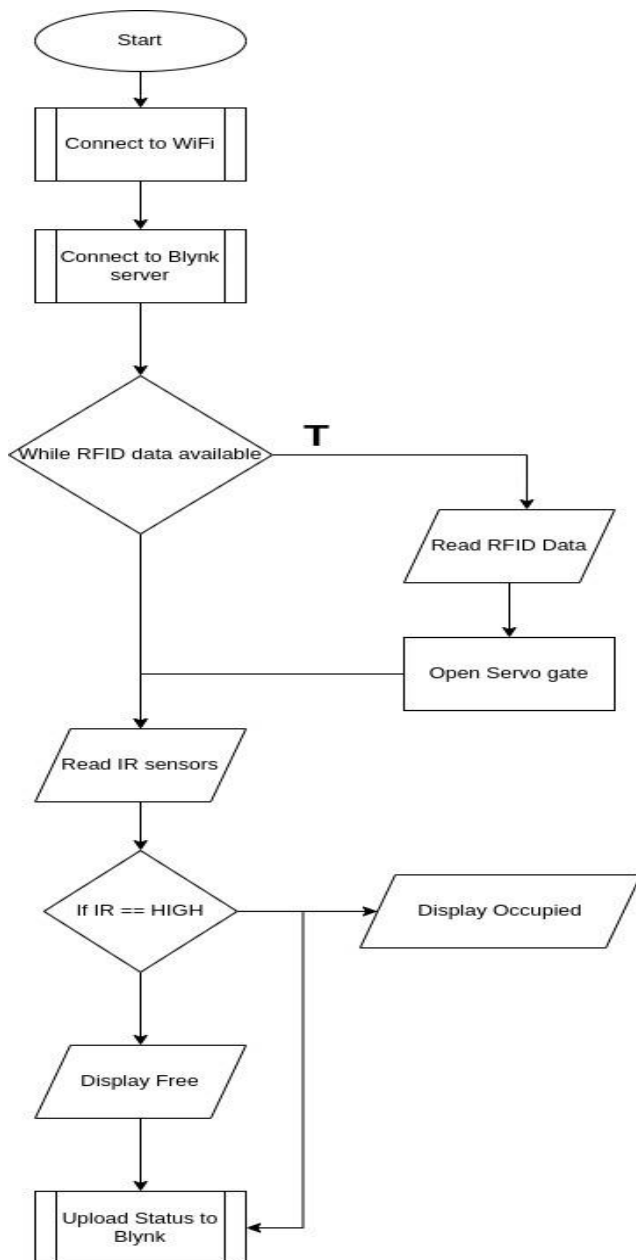 Start
Connect to WiFi
Connect to Blynk
server
While RFID data available
T
Read RFID Data
Open Servo gate
Read IR sensors
If IR == HIGH
Display Occupied
Display Free
Upload Status to
Blynk